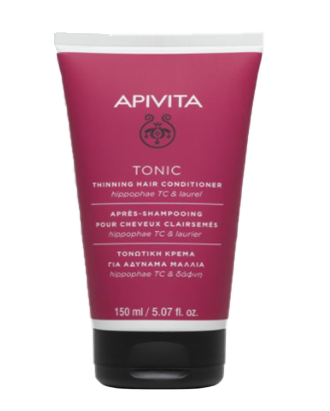 APIVITA
TONIC
THINNING HAIR CONDITIONER
hippophae TC & laurel
APRÈS-SHAMPOOING
POUR CHEVEUX CLAIRSEMÉS
hippophae TC & laurier
ΤΟΝΩΤΙΚΗ ΚΡΕΜΑ
ΓΙΑ ΑΔΥΝΑΜΑ ΜΑΛΛΙΑ
hippophae TC & δάφνη
150 ml / 5.07 fl. oz.